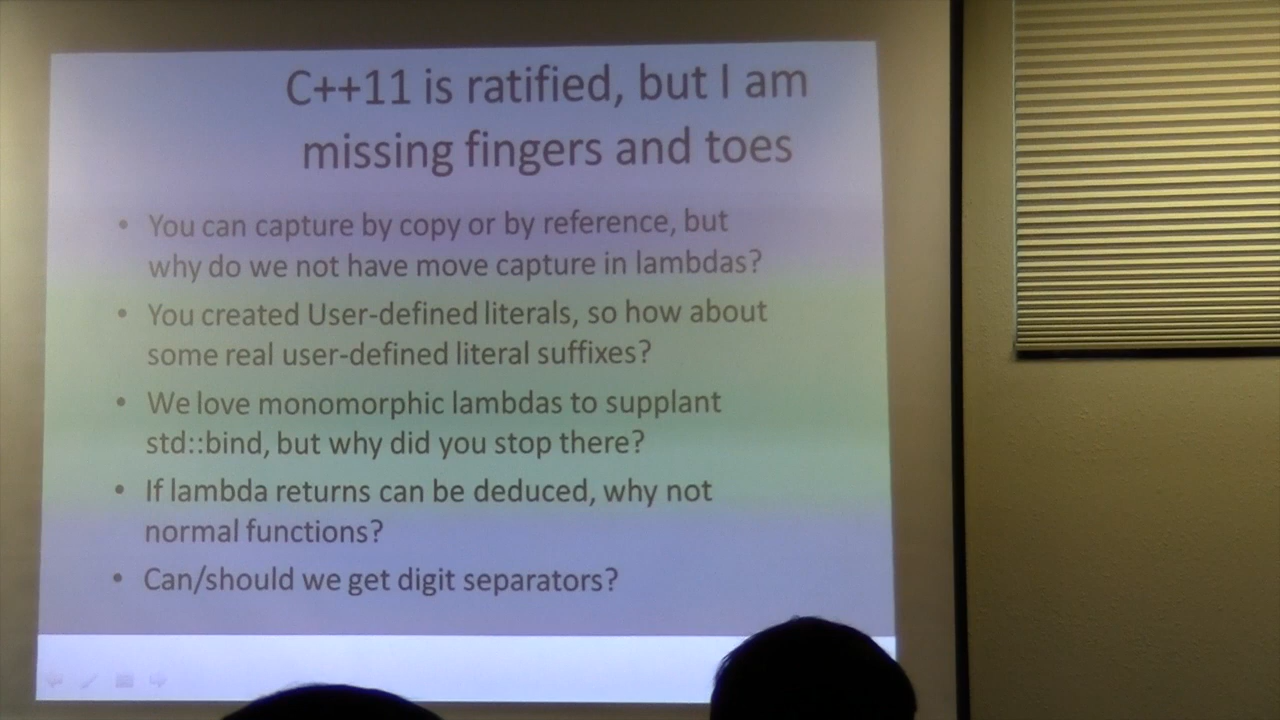 C++11 is ratified, but I am
missing fingers and toes
• You can capture by copy or by reference, but
why do we not have move capture in lambdas?
• You created User-defined literals, so how about
some real user-defined literal suffixes?
• We love monomorphic lambdas to supplant
std::bind, but why did you stop there?
• If lambda returns can be deduced, why not
normal functions?
• Can/should we get digit separators?